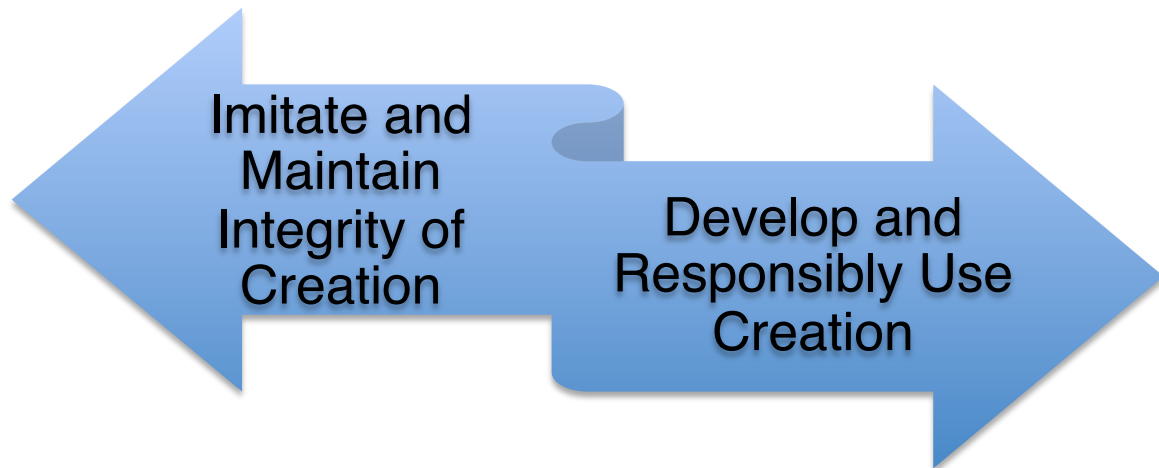 Imitate and
Maintain
Integrity of
Creation
Develop and
Responsibly Use
Creation